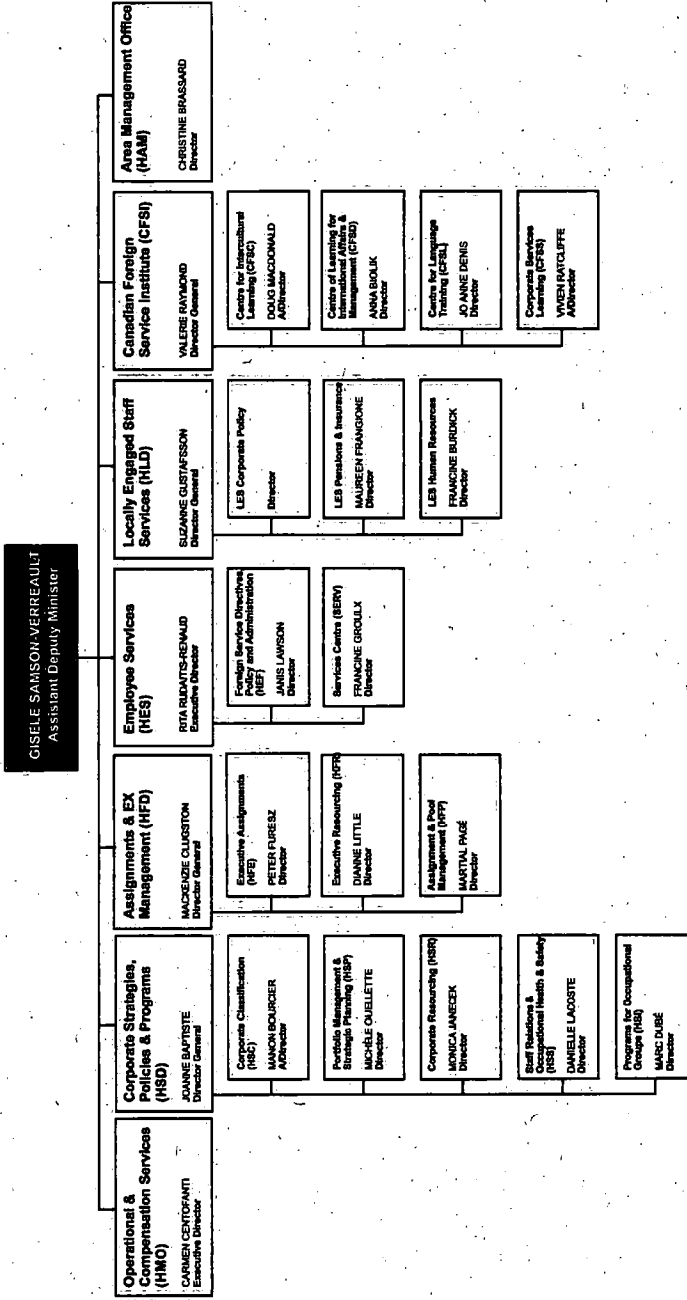 GISELE SAMSON-VERREAULT
Assistant Deputy Minister
Operational &
Compensation Services
(HMO)
CARMEN CENTOFANTI
Executive Director
Corporate Strategies,
Policies & Programs
(HSD)
JOANNE BAPTISTE
Director General
Corporate Classification
(HSC)
MANON BOURCIER
A/Director
Portfolio Management &
Strategic Planning (HSP)
MICHÈLE OUELLETTE
Director
Corporate Resourcing (HSR)
MONICA JANECEK
Director
Staff Relations &
Occupational Health & Safety
(HSS)
DANIELLE LACOSTE
Director
Programs for Occupational
Groups (HSI)
MARC DUBÉ
Director
Assignments & EX
Management (HFD)
MACKENZIE CLUGSTON
Director General
Executive Assignments
(HFE)
PETER FURESZ
Director
Executive Resourcing (HFR)
DIANNE LITTLE
Director
Assignment & Pool
Management (HFP)
MARTIAL PAGÉ
Director
Employee Services
(HES)
RITA RUDAITIS-RENAUD
Executive Director
Foreign Service Directives,
Policy and Administration
(HEF)
JANIS LAWSON
Director
Services Centre (SERV)
FRANCINE GROULX
Director
Locally Engaged Staff
Services (HLD)
SUZANNE GUSTAFSSON
Director General
LES Corporate Policy
Director
LES Pensions & Insurance
MAUREEN FRANGIONE
Director
LES Human Resources
FRANCINE BURDICK
Director
Canadian Foreign
Service Institute (CFSI)
VALERIE RAYMOND
Director General
Centre for Intercultural
Learning (CFSC)
DOUG MACDONALD
A/Director
Centre of Learning for
International Affairs &
Management (CFSD)
ANNA BIOLIK
Director
Centre for Language
Training (CFSL)
JO ANNE DENIS
Director
Corporate Services
Learning (CFSS)
VIVIEN RATCLIFFE
A/Director
Area Management Office
(HAM)
CHRISTINE BRASSARD
Director